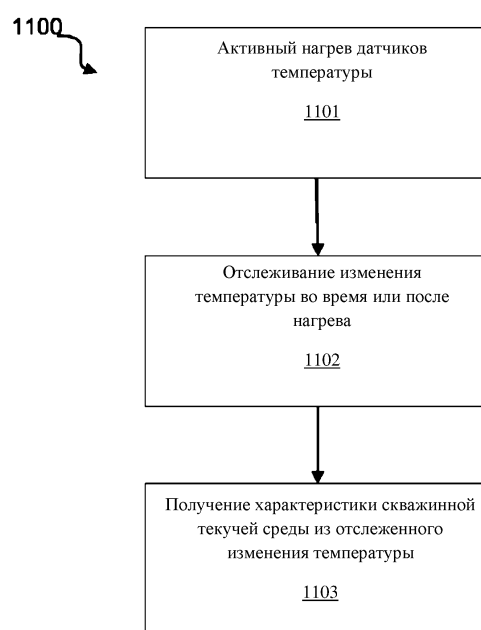 1100
Активный нагрев датчиков
температуры
1101
Отслеживание изменения
температуры во время или после
нагрева
1102
Получение характеристики скважинной
текучей среды из отслеженного
изменения температуры
1103